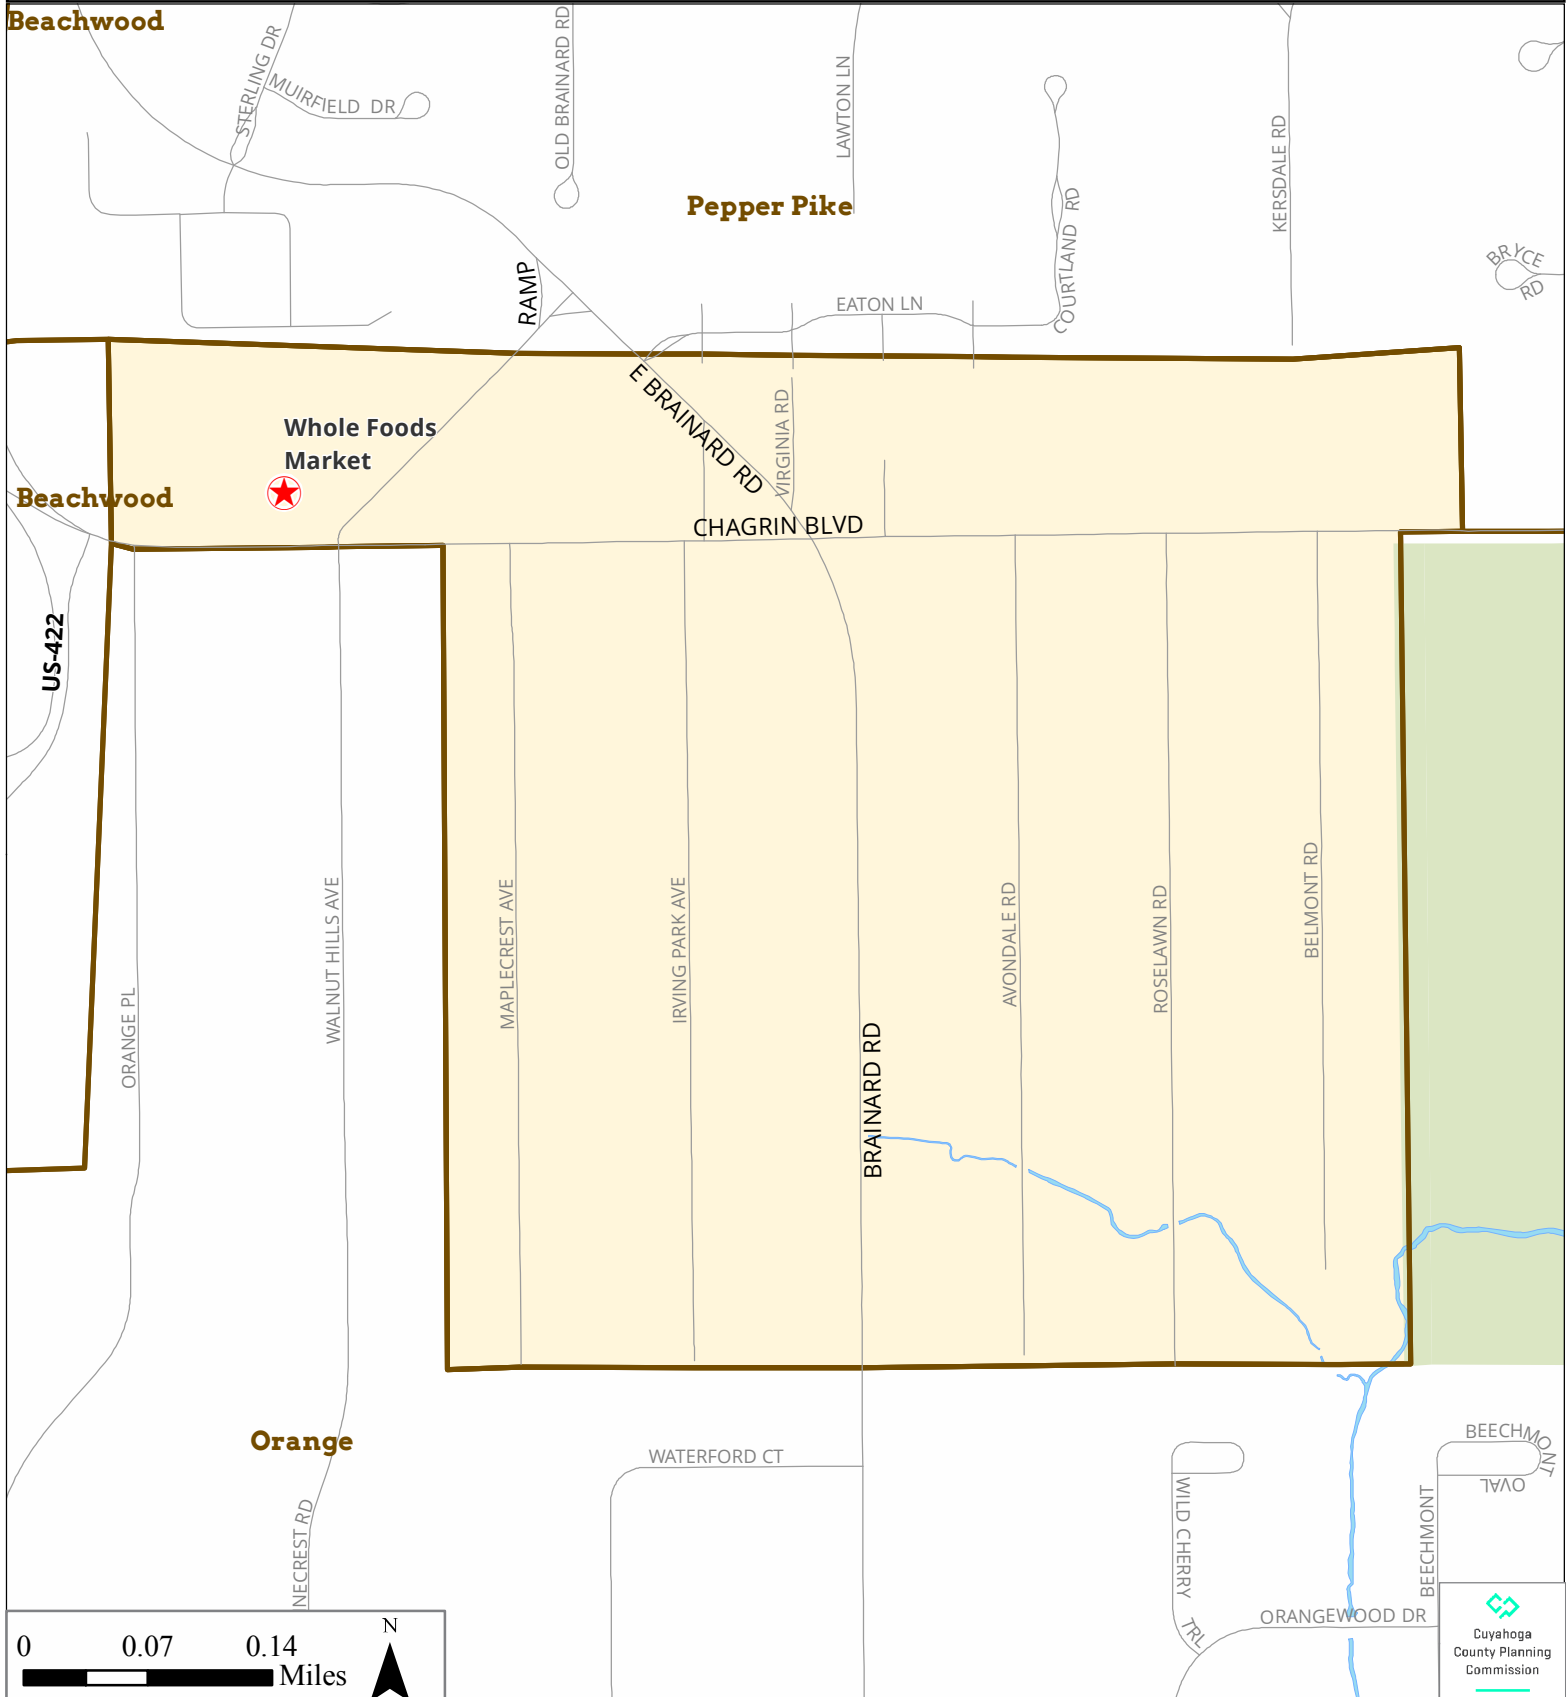 Beachwood
STERLING DR
MUIRFIELD DR
OLD BRAINARD RD
LAWTON LN
KERSDALE RD
Pepper Pike
COURTLAND RD
BRYCE
RD
RAMP
EATON LN
E BRAINARD RD
VIRGINIA RD
Whole Foods
Market
Beachwood
CHAGRIN BLVD
US-422
ORANGE PL
WALNUT HILLS AVE
MAPLECREST AVE
IRVING PARK AVE
BRAINARD RD
AVONDALE RD
ROSELAWN RD
BELMONT RD
Orange
WATERFORD CT
BEECHMONT
OVAL
NECREST RD
WILD CHERRY TRL
BEECHMONT
ORANGEWOOD DR
0 0.07 0.14
Miles
N
Cuyahoga
County Planning
Commission